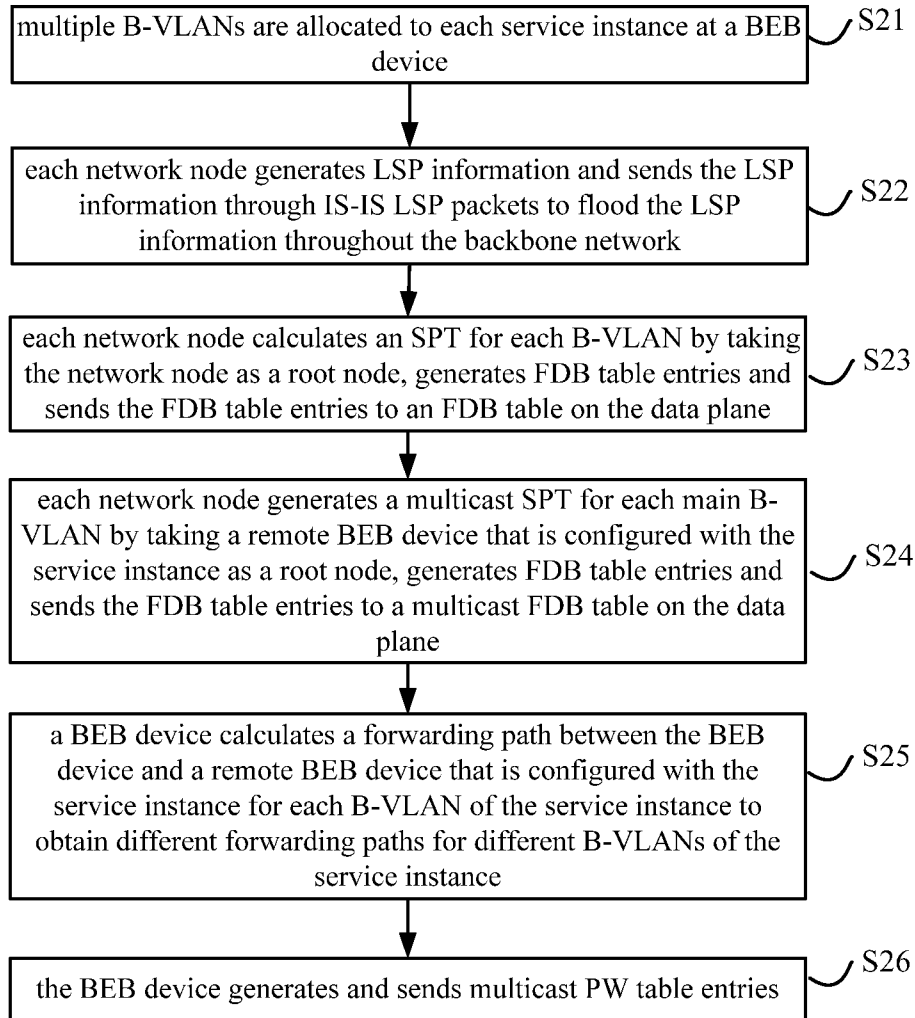 multiple B-VLANs are allocated to each service instance at a BEB
device
S21
each network node generates LSP information and sends the LSP
information through IS-IS LSP packets to flood the LSP
information throughout the backbone network
S22
each network node calculates an SPT for each B-VLAN by taking
the network node as a root node, generates FDB table entries and
sends the FDB table entries to an FDB table on the data plane
S23
each network node generates a multicast SPT for each main B-
VLAN by taking a remote BEB device that is configured with the
service instance as a root node, generates FDB table entries and
sends the FDB table entries to a multicast FDB table on the data
plane
S24
a BEB device calculates a forwarding path between the BEB
device and a remote BEB device that is configured with the
service instance for each B-VLAN of the service instance to
obtain different forwarding paths for different B-VLANs of the
service instance
S25
the BEB device generates and sends multicast PW table entries
S26